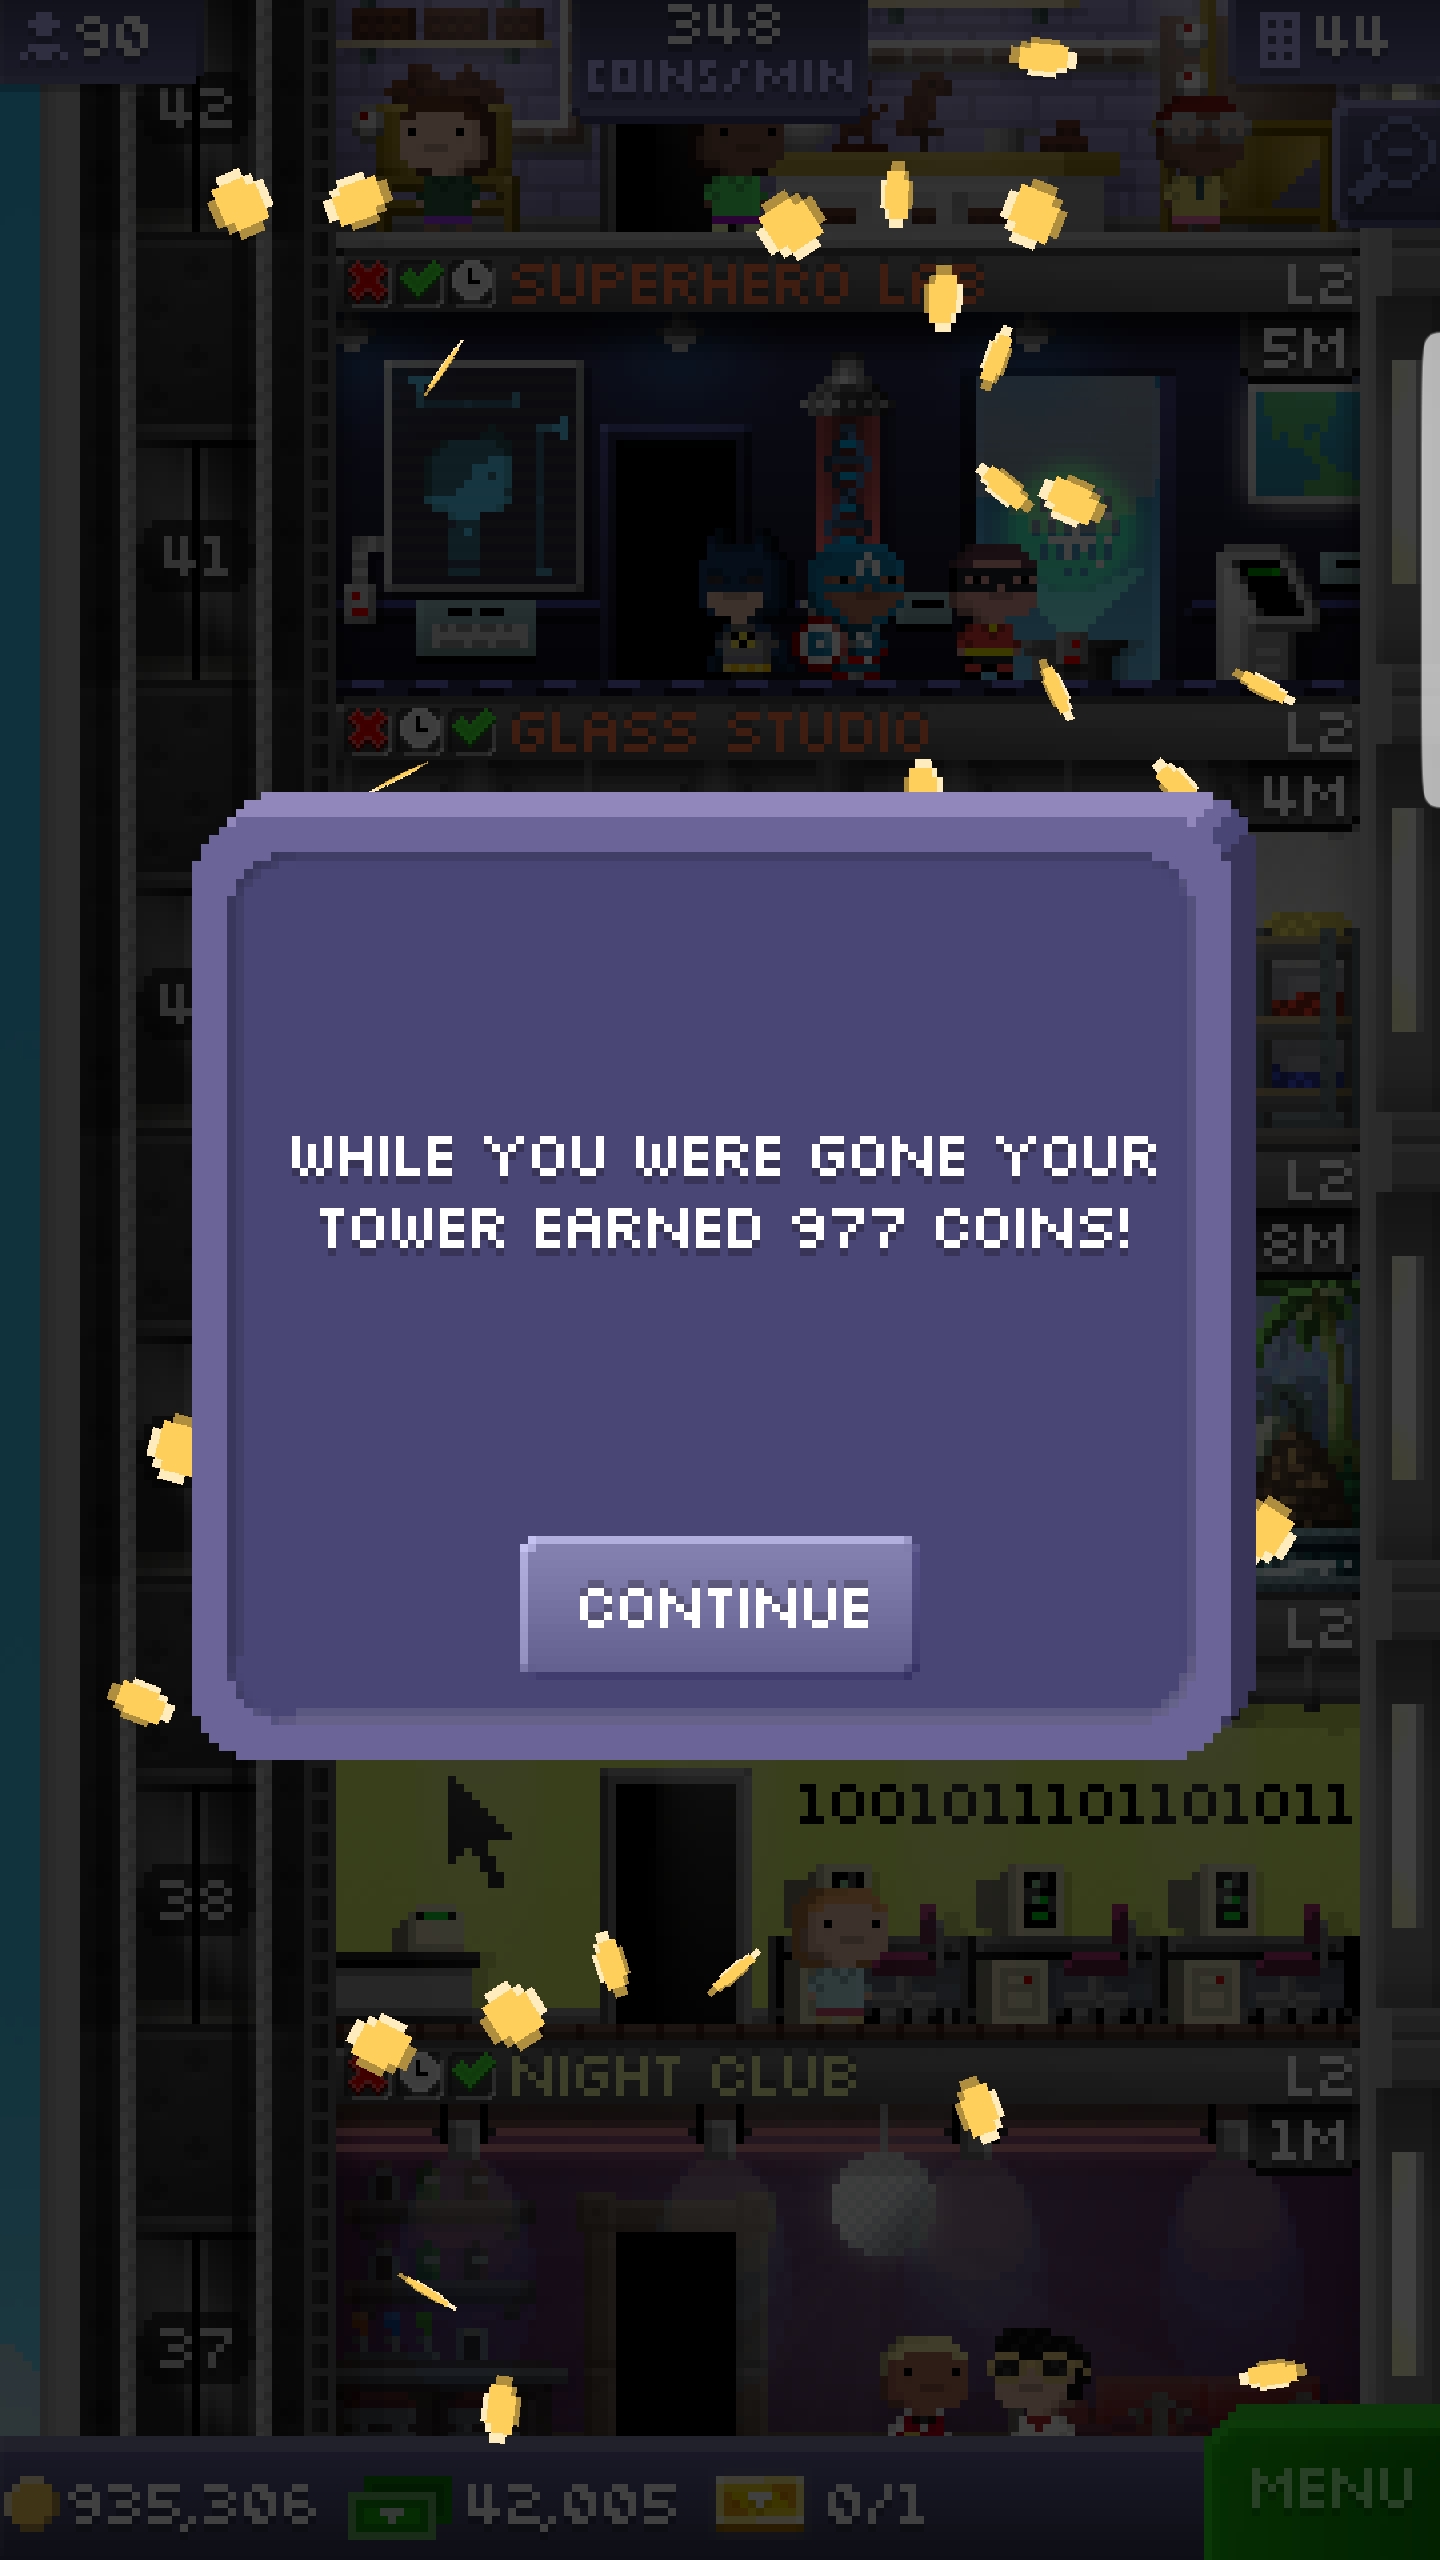 90
348
COINS/MIN
44
42
SUPERHERO LAB
L2
5M
41
GLASS STUDIO
L2
4M
WHILE YOU WERE GONE YOUR
TOWER EARNED 977 COINS!
L2
8M
CONTINUE
L2
1001011101101011
38
NIGHT CLUB
L2
1M
37
935,306
42,005
0/1
MENU